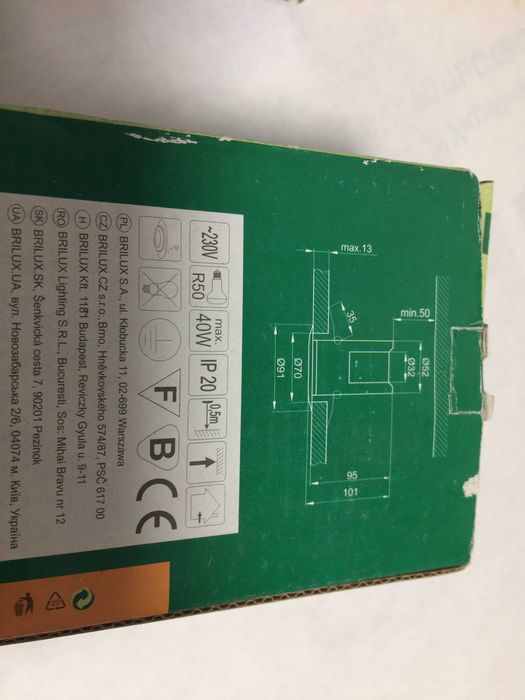 max.13
35
min.50
Ø91
Ø70
Ø32
Ø52
95
101
~230V
R50
max.
40W
IP 20
0,5m
F
B
CE
PL BRILUX S.A., ul. Kłobucka 11, 02-699 Warszawa
CZ BRILUX.CZ s.r.o., Brno, Hněvkovského 574/87, PSČ 617 00
H BRILUX Kft. 1181 Budapest, Reviczky Gyula u. 9-11
RO BRILUX Lighting S.R.L., Bucuresti, Sos: Mihai Bravu nr 12
SK BRILUX.SK, Šenkvická cesta 7, 90201 Pezinok
UA BRILUX.UA, вул. Новозабарська 2/6, 04074 м. Київ, Україна
20